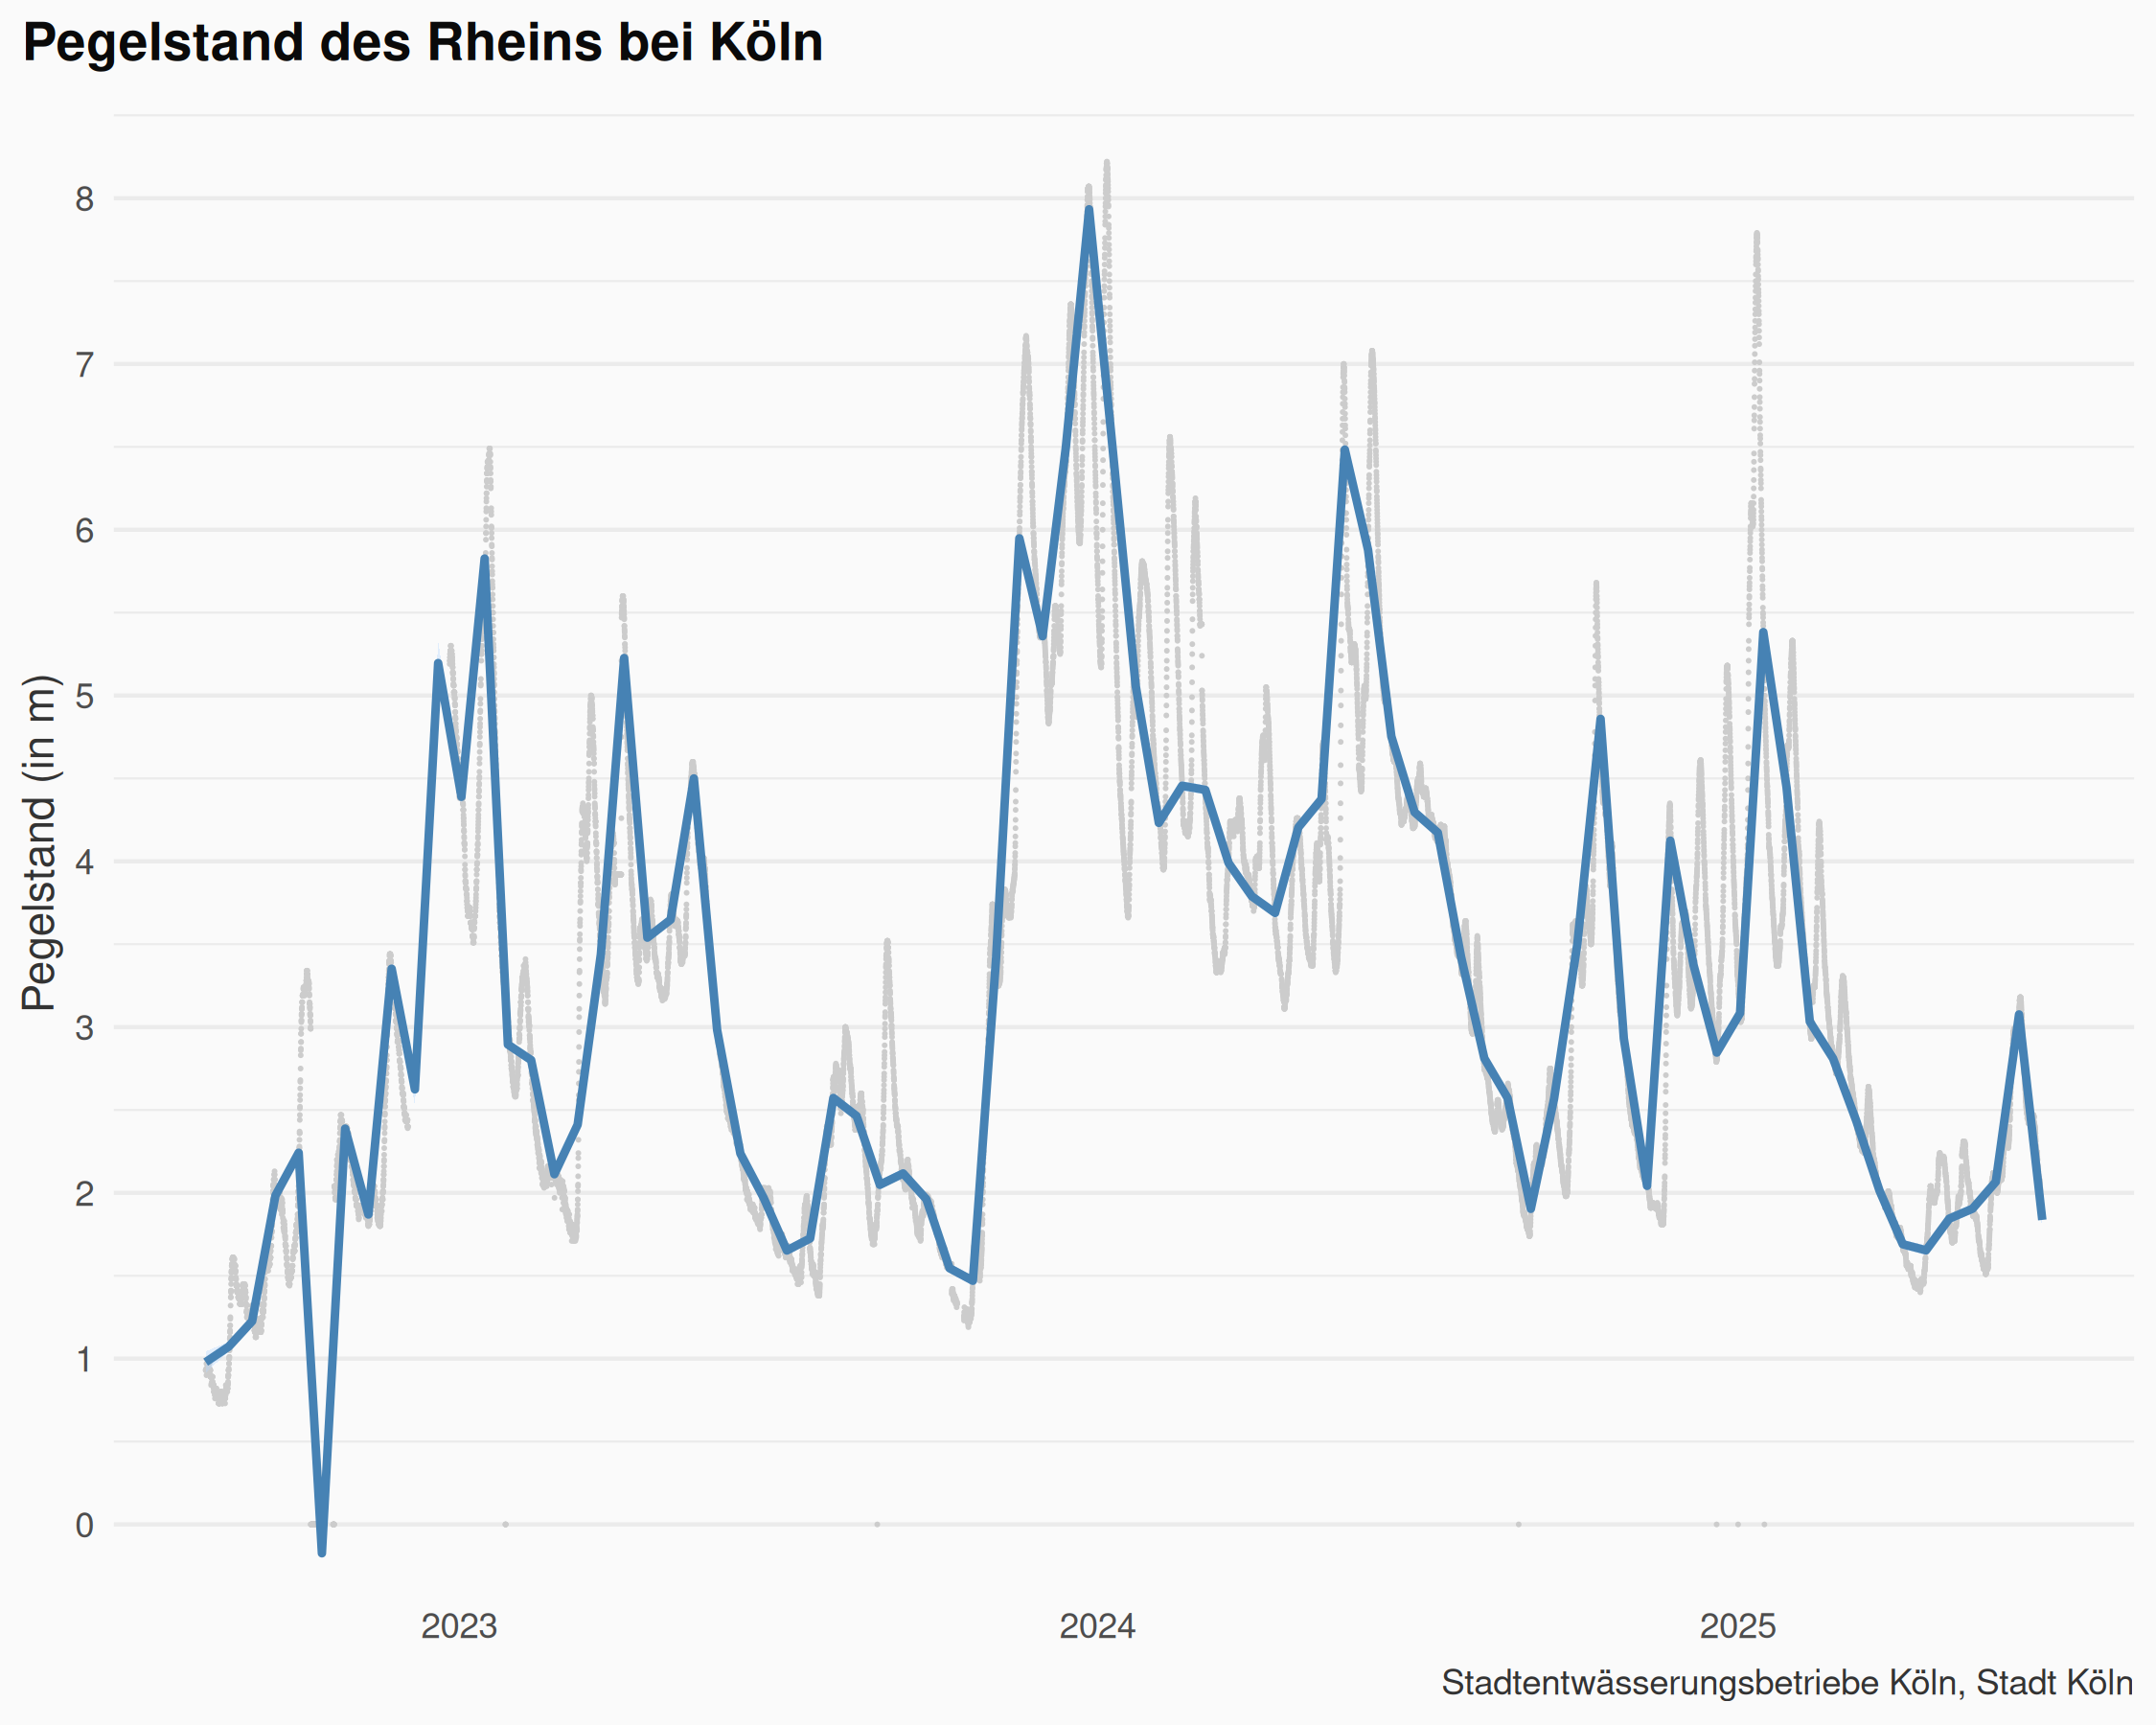 Pegelstand des Rheins bei Köln
Pegelstand (in m)
8
7
6
5
4
3
2
1
0
2023 2024 2025
Stadtentwässerungsbetriebe Köln, Stadt Köln